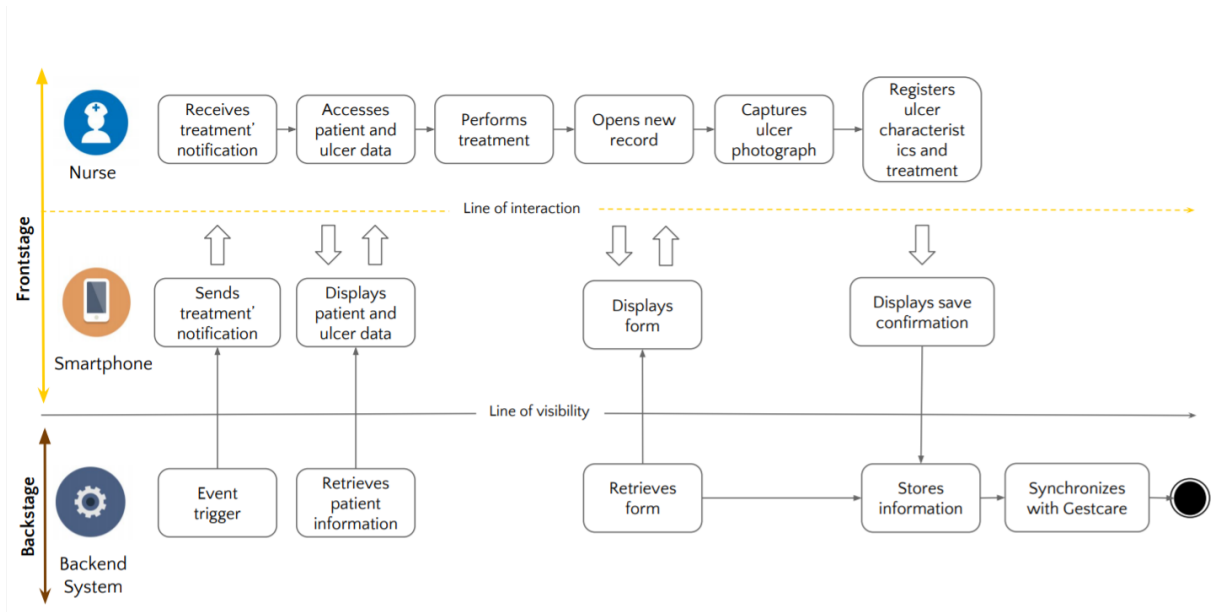 Frontstage
Nurse
Receives
treatment'
notification
Accesses
patient and
ulcer data
Performs
treatment
Opens new
record
Captures
ulcer
photograph
Registers
ulcer
characterist
ics and
treatment
Line of interaction
Smartphone
Sends
treatment'
notification
Displays
patient and
ulcer data
Displays
form
Displays save
confirmation
Line of visibility
Backstage
Backend
System
Event
trigger
Retrieves
patient
information
Retrieves
form
Stores
information
Synchronizes
with Gestcare